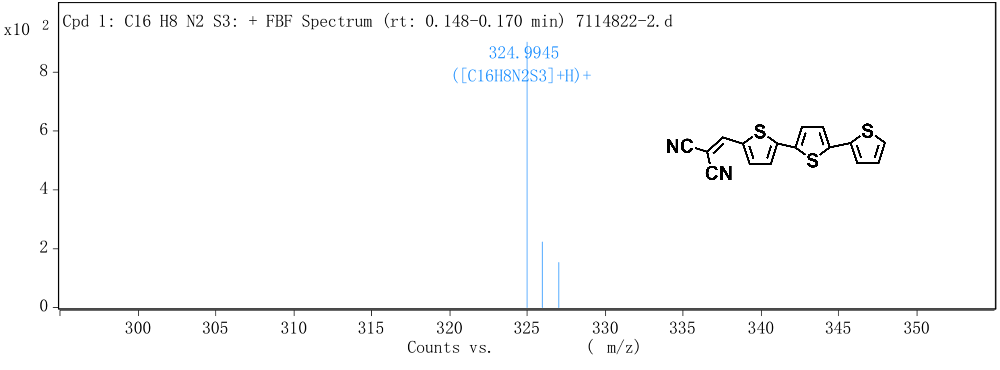 x10 2
Cpd 1: C16 H8 N2 S3: + FBF Spectrum (rt: 0.148-0.170 min) 7114822-2.d
324.9945
([C16H8N2S3]+H)+
8
6
4
2
0
NC
CN
S
S
S
300 305 310 315 320 325 330 335 340 345 350
Counts vs. ( m/z)